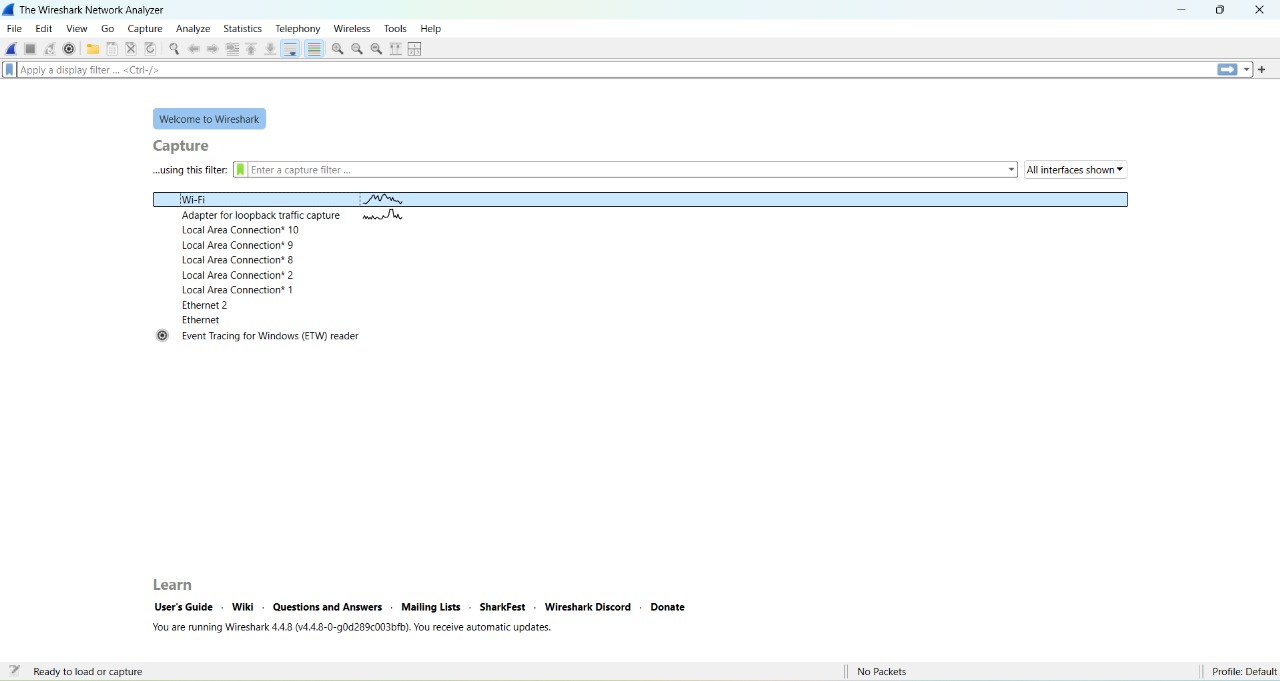 The Wireshark Network Analyzer
File Edit View Go Capture Analyze Statistics Telephony Wireless Tools Help
Apply a display filter ... <Ctrl-/>
Welcome to Wireshark
Capture
...using this filter: Enter a capture filter ... All interfaces shown
Wi-Fi
Adapter for loopback traffic capture
Local Area Connection* 10
Local Area Connection* 9
Local Area Connection* 8
Local Area Connection* 2
Local Area Connection* 1
Ethernet 2
Ethernet
Event Tracing for Windows (ETW) reader
Learn
User's Guide · Wiki · Questions and Answers · Mailing Lists · SharkFest · Wireshark Discord · Donate
You are running Wireshark 4.4.8 (v4.4.8-0-g0d289c003bfb). You receive automatic updates.
Ready to load or capture No Packets Profile: Default